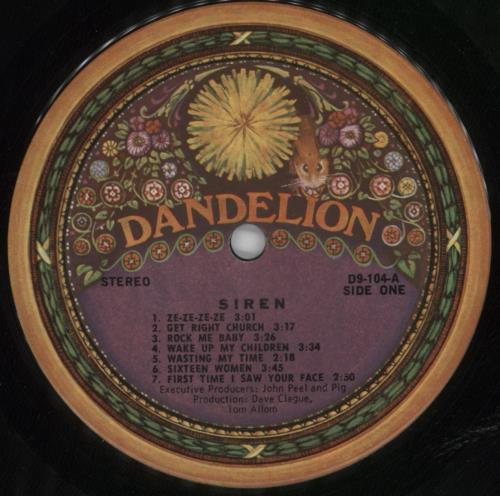 DANDELION
STEREO
D9-104-A
SIDE ONE
SIREN
1. ZE-ZE-ZE-ZE 3:01
2. GET RIGHT CHURCH 3:17
3. ROCK ME BABY 3:26
4. WAKE UP MY CHILDREN 3:34
5. WASTING MY TIME 2:18
6. SIXTEEN WOMEN 3:45
7. FIRST TIME I SAW YOUR FACE 2:50
Executive Producers: John Peel and Pig
Production: Dave Clague,
Tom Allom